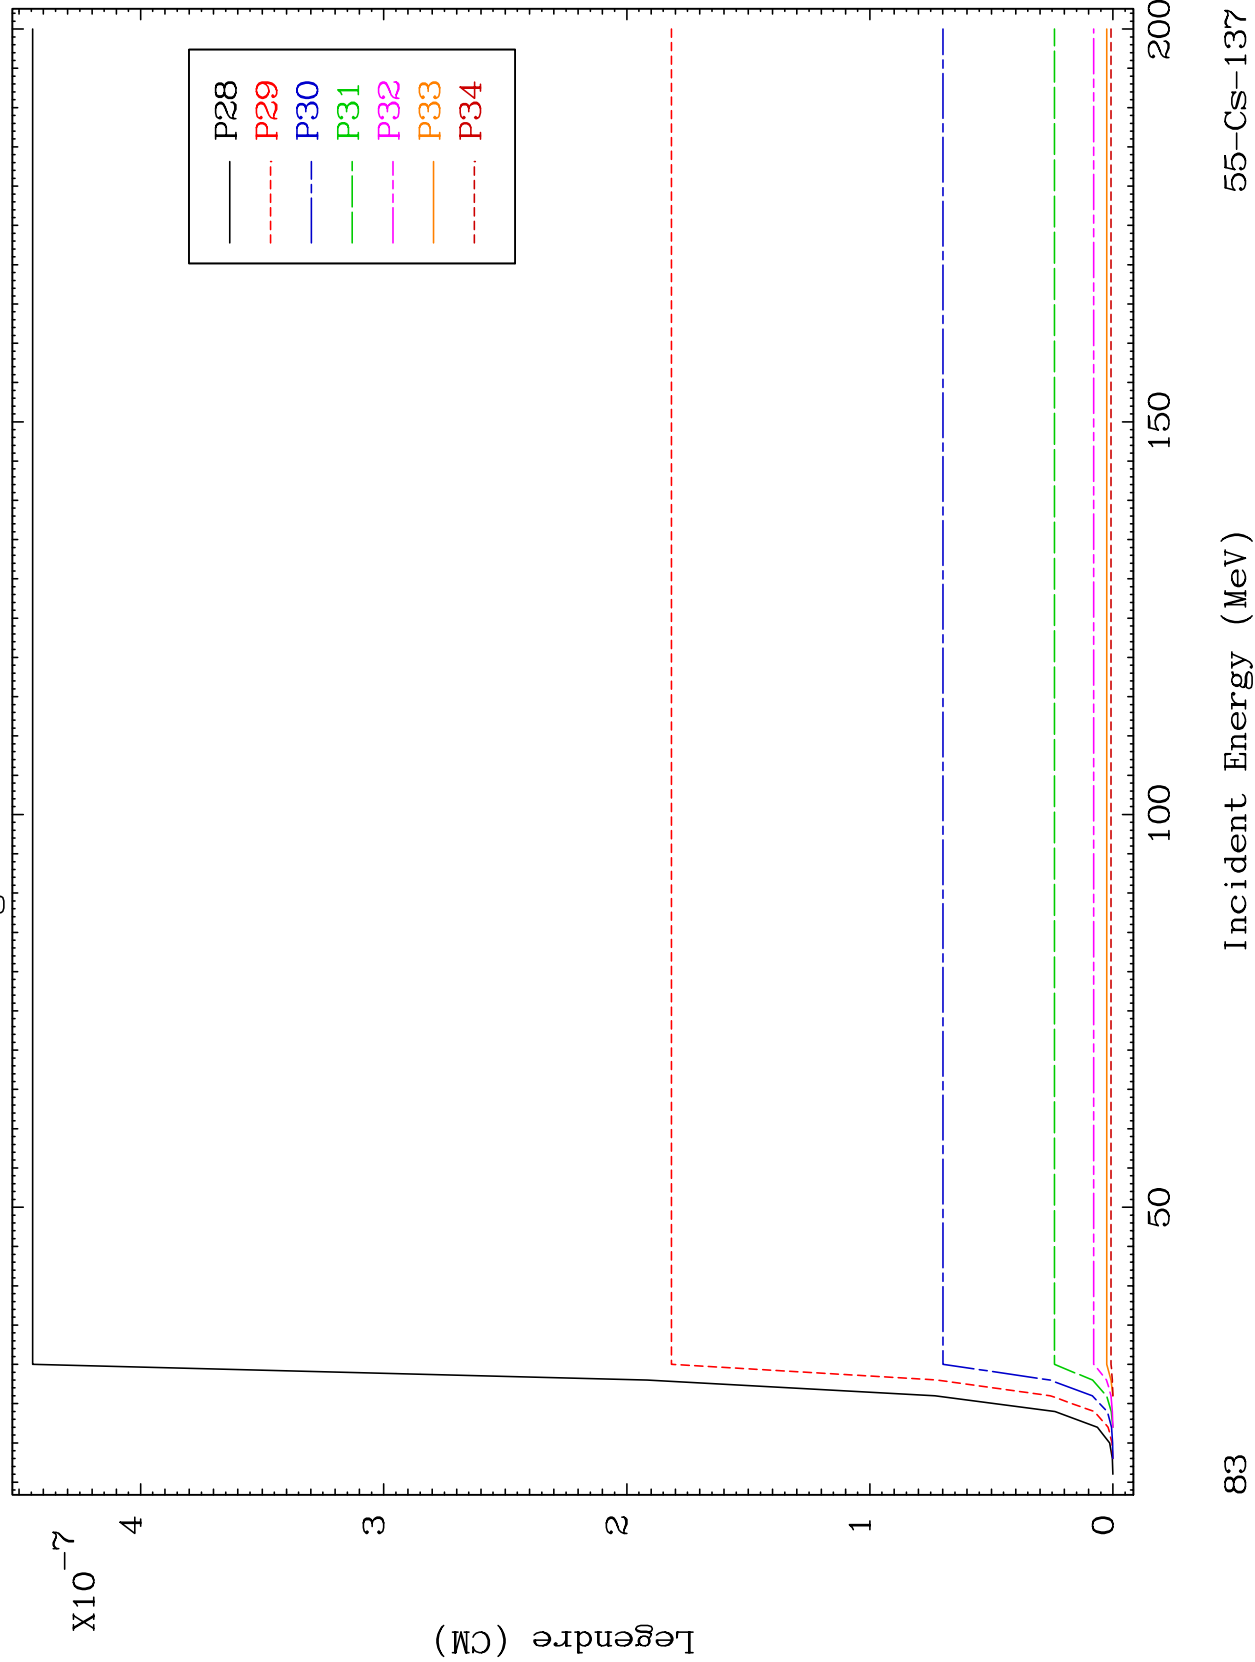 X10-7
4
3
2
1
0
Legendre (CM)
P28
P29
P30
P31
P32
P33
P34
50
100
150
200
Incident Energy (MeV)
83
55-Cs-137